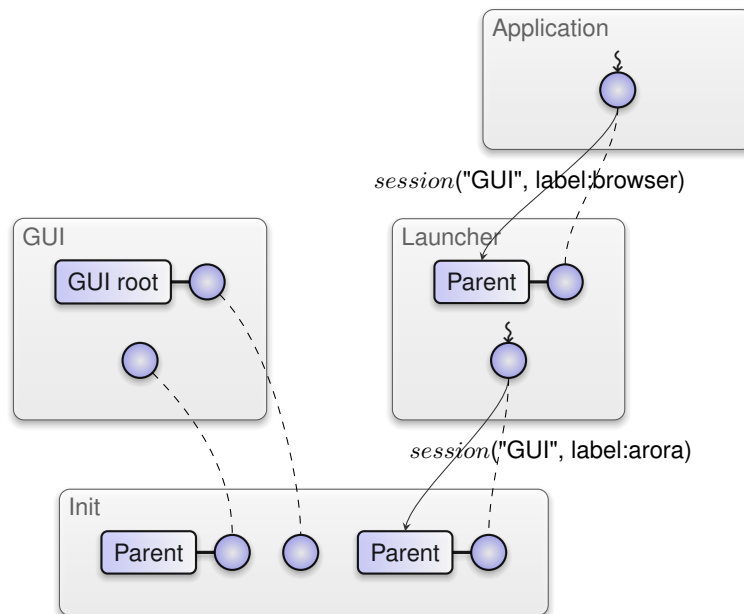 Application
session("GUI", label:browser)
GUI
Launcher
GUI root
Parent
session("GUI", label:arora)
Init
Parent
Parent